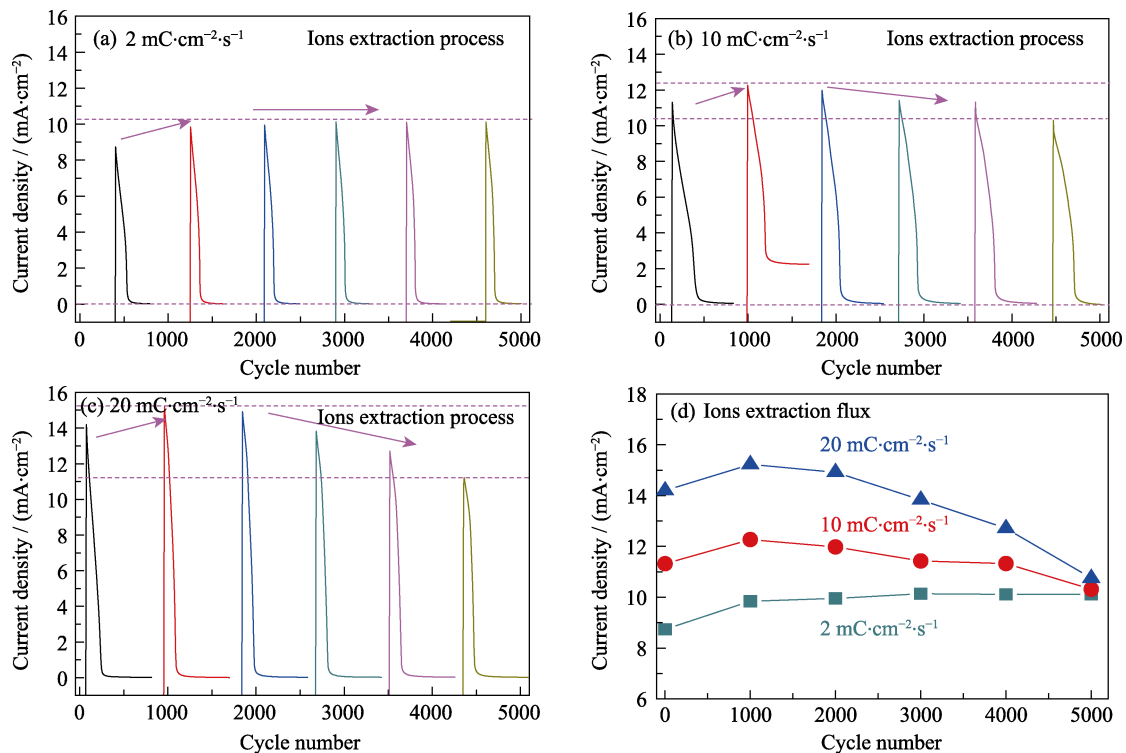 (a) 2 mC·cm⁻²·s⁻¹
Ions extraction process
Current density / (mA·cm⁻²)
16
14
12
10
8
6
4
2
0
0 1000 2000 3000 4000 5000
Cycle number
(b) 10 mC·cm⁻²·s⁻¹
Ions extraction process
Current density / (mA·cm⁻²)
16
14
12
10
8
6
4
2
0
0 1000 2000 3000 4000 5000
Cycle number
(c) 20 mC·cm⁻²·s⁻¹
Ions extraction process
Current density / (mA·cm⁻²)
16
14
12
10
8
6
4
2
0
0 1000 2000 3000 4000 5000
Cycle number
(d) Ions extraction flux
20 mC·cm⁻²·s⁻¹
10 mC·cm⁻²·s⁻¹
2 mC·cm⁻²·s⁻¹
Current density / (mA·cm⁻²)
18
16
14
12
10
8
6
0 1000 2000 3000 4000 5000
Cycle number